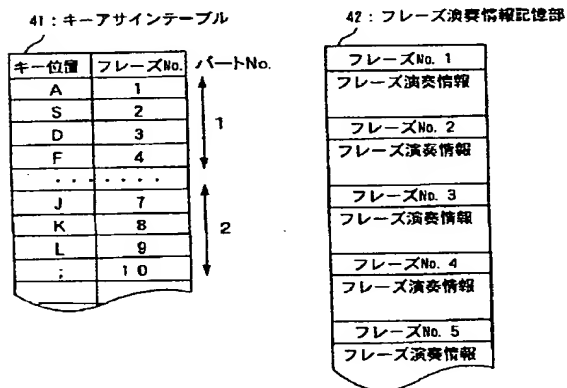 41：キーアサインテーブル
キー位置 フレーズNo. パートNo.
A 1
S 2
D 3
F 4
1
・・・・・・・
J 7
K 8
L 9
; 10
2
42：フレーズ演奏情報記憶部
フレーズNo. 1
フレーズ演奏情報
フレーズNo. 2
フレーズ演奏情報
フレーズNo. 3
フレーズ演奏情報
フレーズNo. 4
フレーズ演奏情報
フレーズNo. 5
フレーズ演奏情報